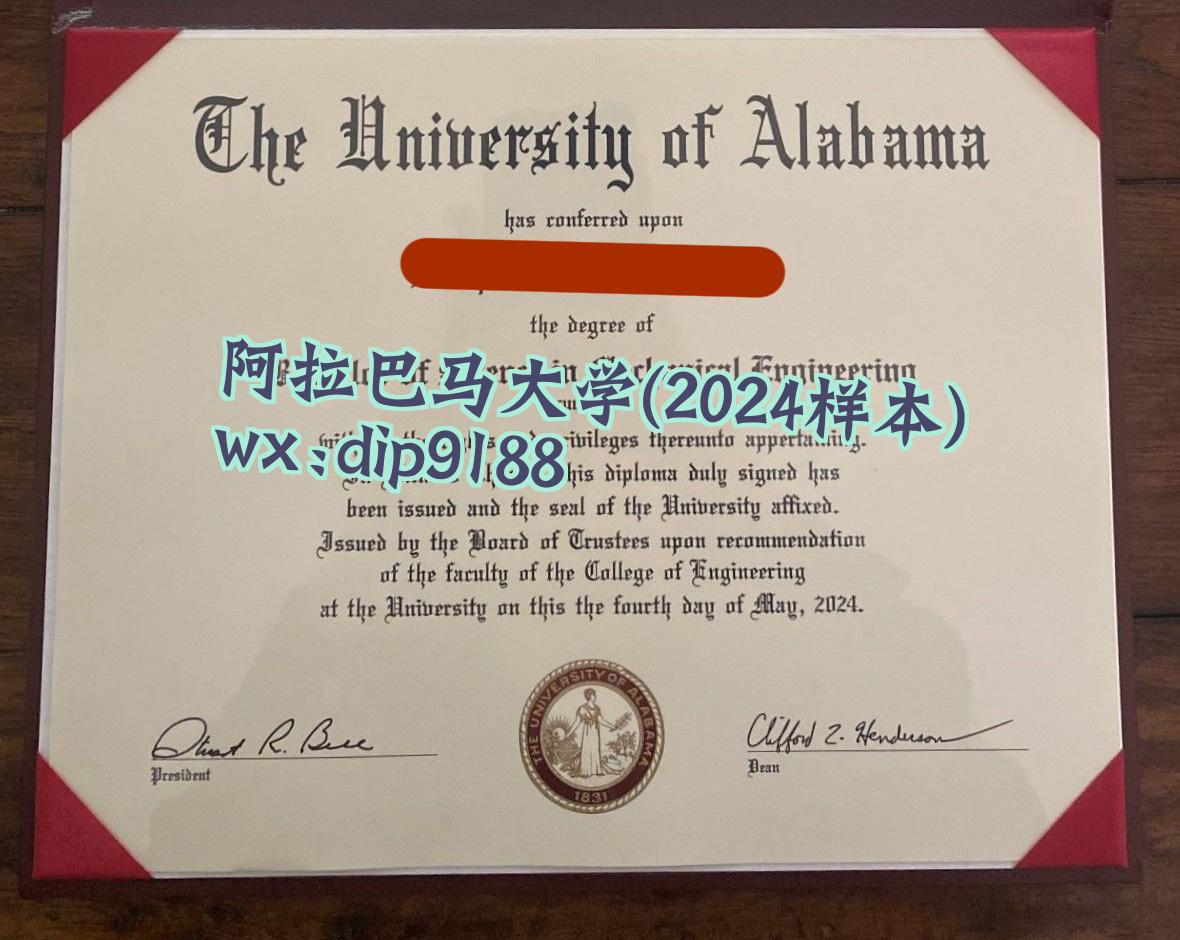 The University of Alabama
has conferred upon
the degree of
of Engineering
阿拉巴马大学(2024样本)
privileges thereunto appertaining.
wx:dip9188
this diploma duly signed has
been issued and the seal of the University affixed.
Issued by the Board of Trustees upon recommendation
of the faculty of the College of Engineering
at the University on this the fourth day of May, 2024.
THE UNIVERSITY OF ALABAMA
1831
Stuart R. Bell
President
Clifford L. Henderson
Dean